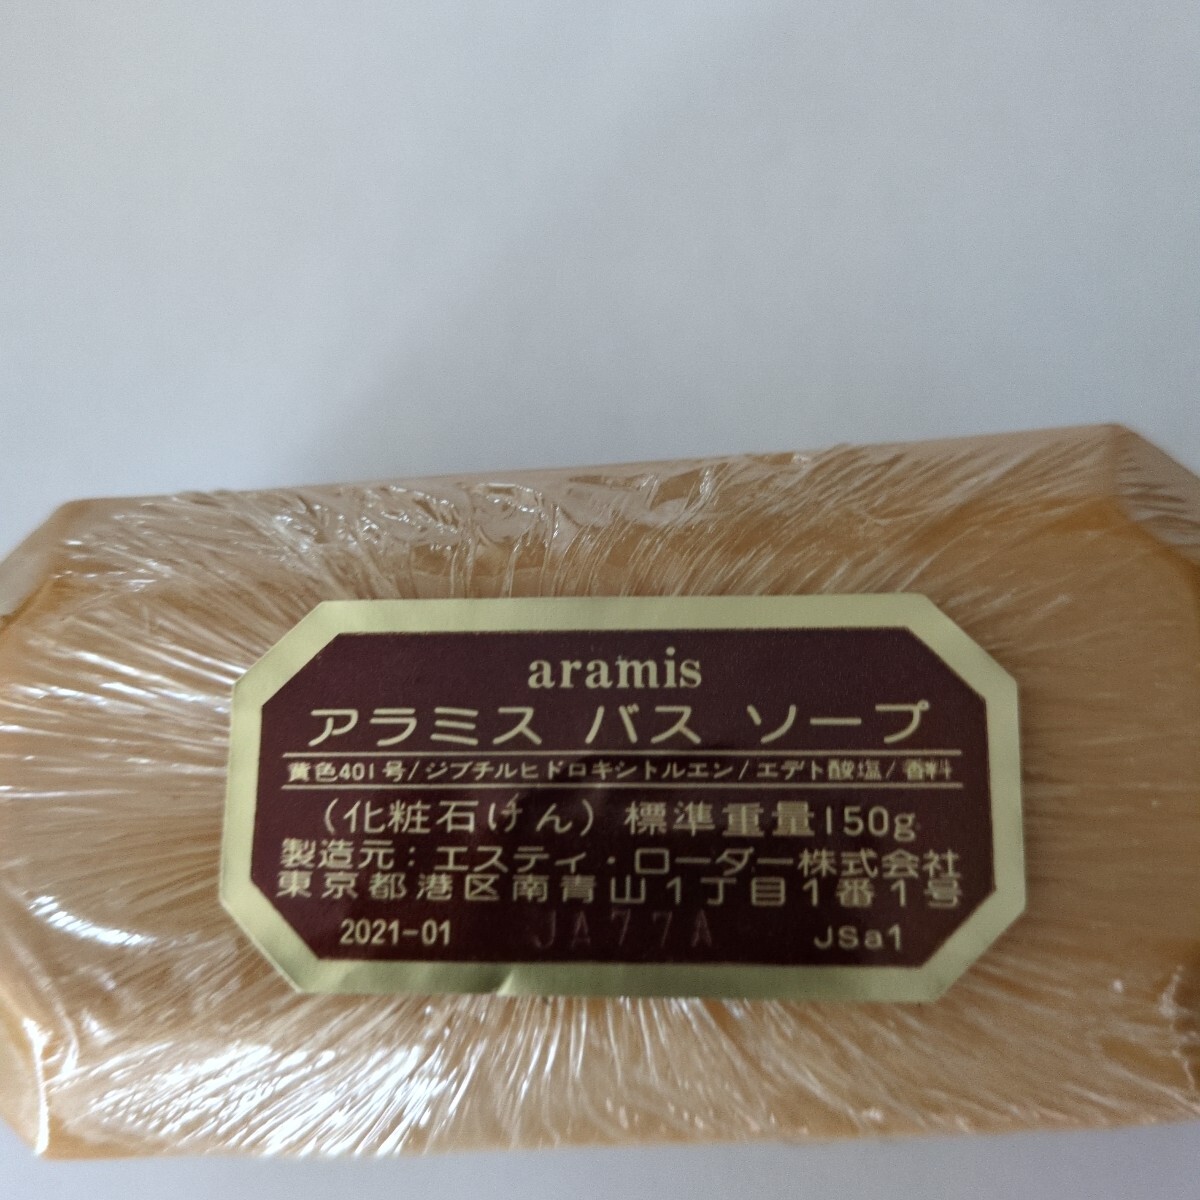 aramis
アラミス バス ソープ
黄色401号/ジブチルヒドロキシトルエン/エデト酸塩/香料
(化粧石けん) 標準重量150g
製造元:エスティ・ローダー株式会社
東京都港区南青山1丁目1番1号
2021-01 JA77A JSa1